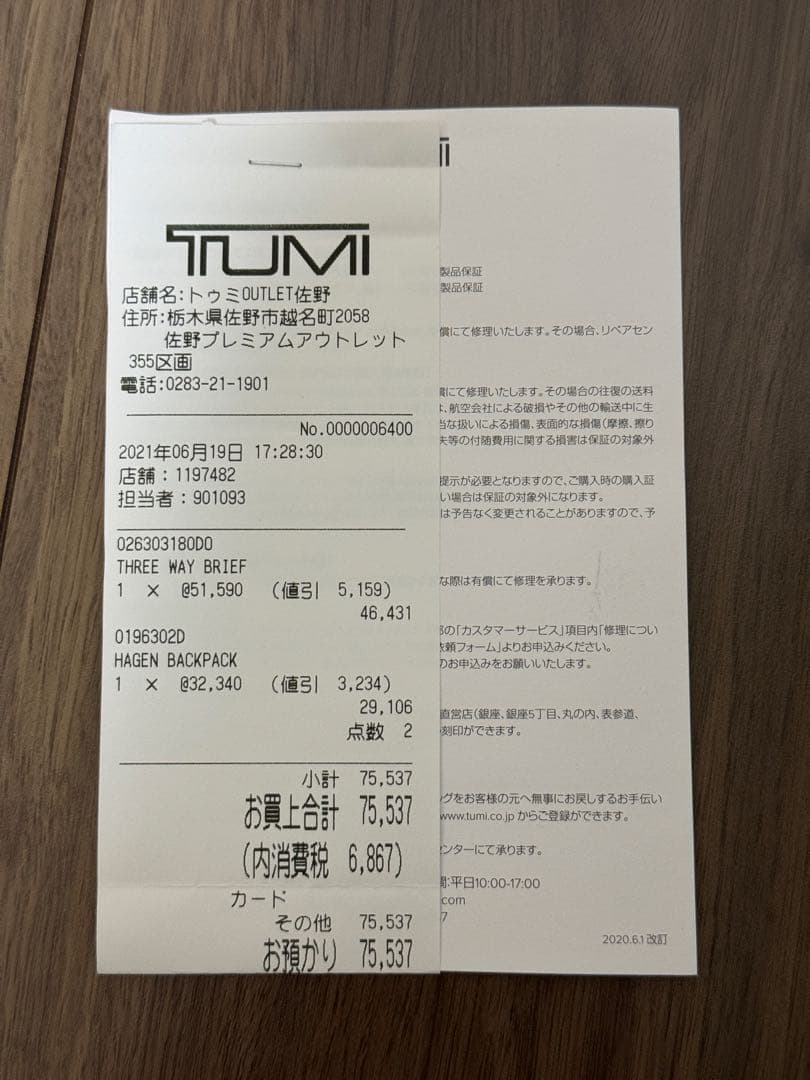 TUMI
店舗名:トゥミOUTLET佐野
住所:栃木県佐野市越名町2058
佐野プレミアムアウトレット
355区画
電話:0283-21-1901
No.0000006400
2021年06月19日 17:28:30
店舗:1197482
担当者:901093
026303180D0
THREE WAY BRIEF
1 × @51,590 (値引 5,159)
46,431
0196302D
HAGEN BACKPACK
1 × @32,340 (値引 3,234)
29,106
点数 2
小計 75,537
お買上合計 75,537
(内消費税 6,867)
カード
その他 75,537
お預かり 75,537
製品保証
製品保証
償にて修理いたします。その場合、リペアセン
償にて修理いたします。その場合の往復の送料
は、航空会社による破損やその他の輸送中に生
当な扱いによる損傷、表面的な損傷(摩擦、擦り
失等の付随費用に関する損害は保証の対象外
提示が必要となりますので、ご購入時の購入証
い場合は保証の対象外になります。
は予告なく変更されることがありますので、予
な際は有償にて修理を承ります。
部の「カスタマーサービス」項目内「修理につい
依頼フォーム」よりお申込みください。
のお申込みをお願いいたします。
直営店(銀座、銀座5丁目、丸の内、表参道、
刻印ができます。
グをお客様の元へ無事にお戻しするお手伝い
www.tumi.co.jp からご登録ができます。
センターにて承ります。
間:平日10:00-17:00
com
7
2020.6.1 改訂